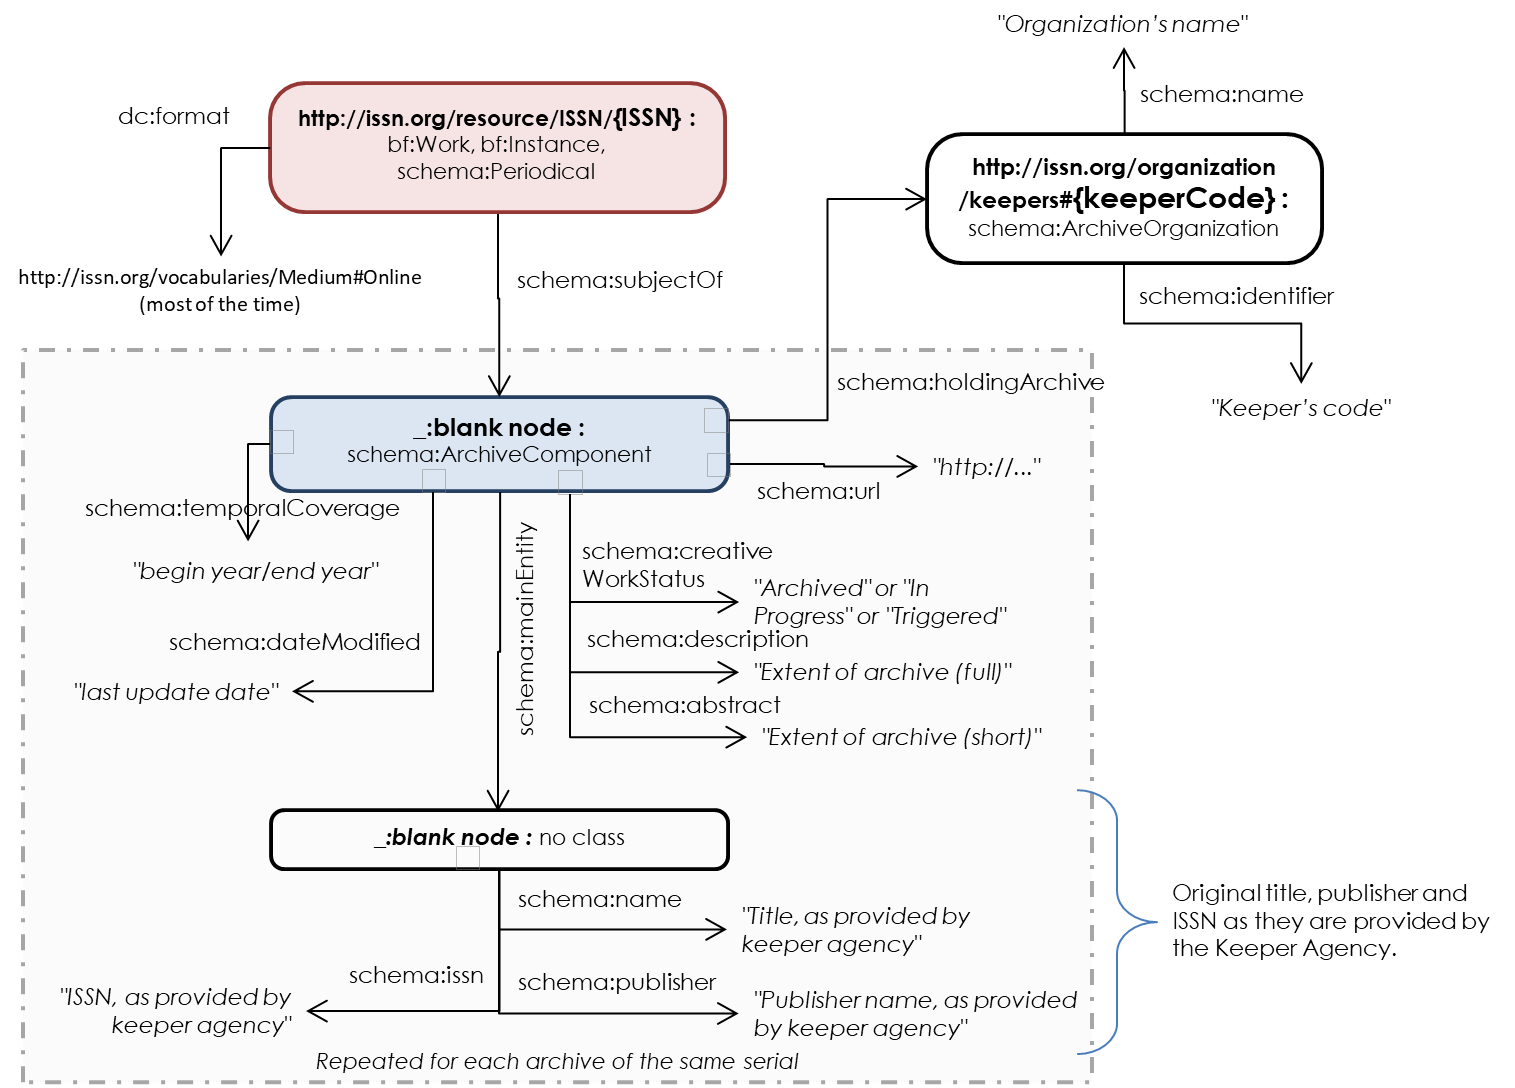 "Organization's name"
schema:name
dc:format
http://issn.org/resource/ISSN/{ISSN} :
bf:Work, bf:Instance,
schema:Periodical
http://issn.org/organization
/keepers#{keeperCode} :
schema:ArchiveOrganization
http://issn.org/vocabularies/Medium#Online
(most of the time)
schema:subjectOf
schema:identifier
schema:holdingArchive
"Keeper's code"
_:blank node :
schema:ArchiveComponent
"http://..."
schema:url
schema:temporalCoverage
"begin year/end year"
schema:mainEntity
schema:creative
WorkStatus
"Archived" or "In
Progress" or "Triggered"
schema:dateModified
schema:description
"last update date"
"Extent of archive (full)"
schema:abstract
"Extent of archive (short)"
_:blank node : no class
schema:name
"Title, as provided by
keeper agency"
Original title, publisher and
ISSN as they are provided by
the Keeper Agency.
schema:issn
schema:publisher
"ISSN, as provided by
keeper agency"
"Publisher name, as provided
by keeper agency"
Repeated for each archive of the same serial